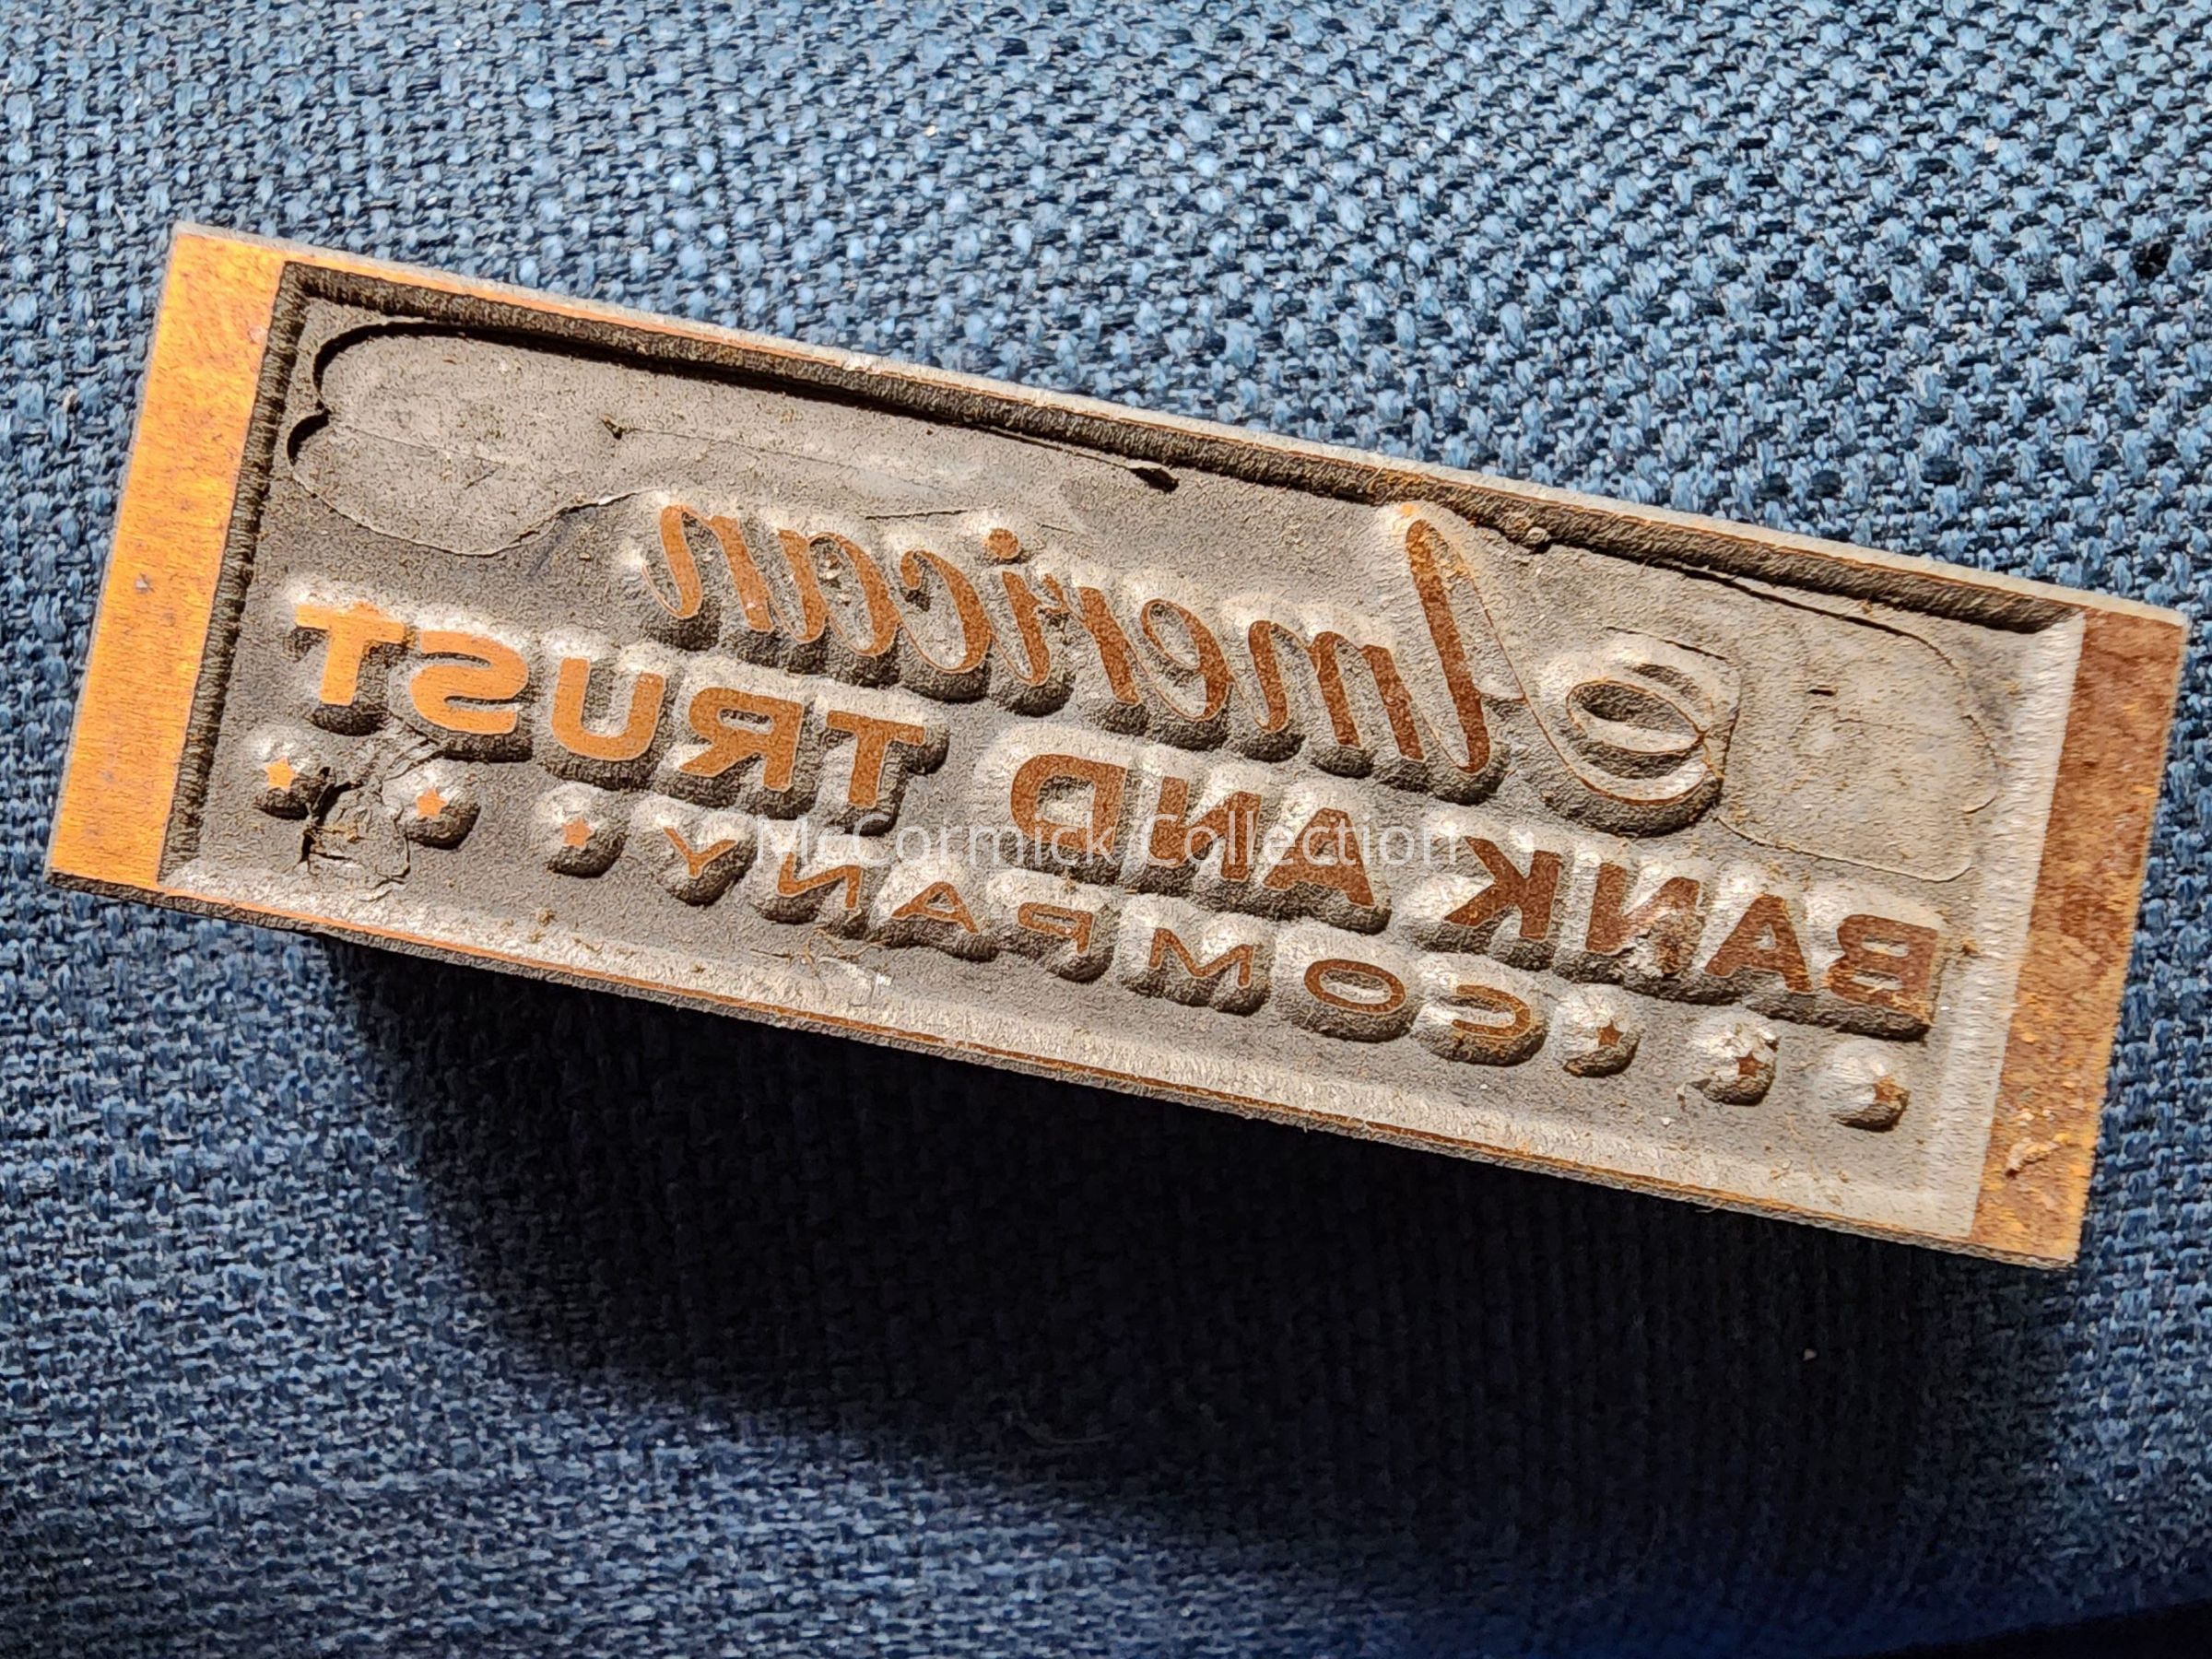 American
BANK AND TRUST
★ ★ ★ COMPANY ★ ★ ★
McCormick Collection